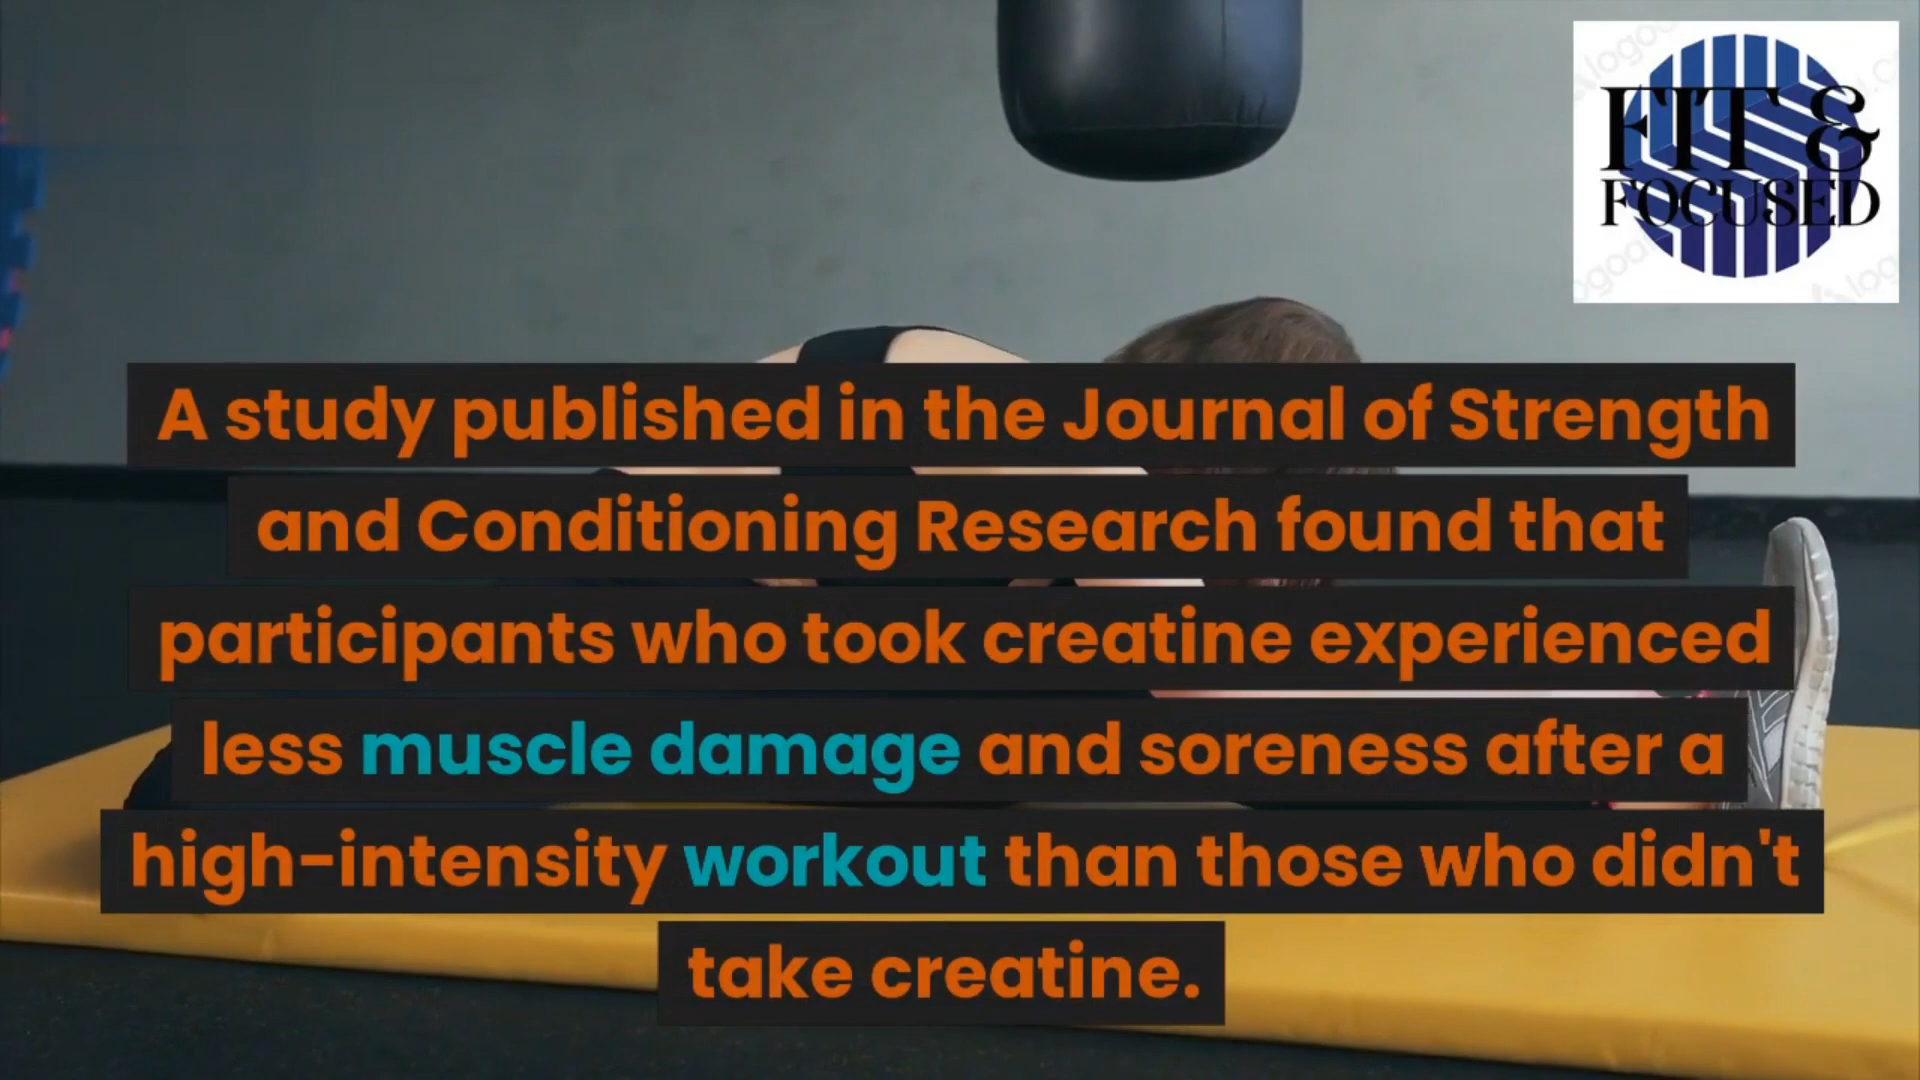 FIT &
FOCUSED
A study published in the Journal of Strength
and Conditioning Research found that
participants who took creatine experienced
less muscle damage and soreness after a
high-intensity workout than those who didn't
take creatine.